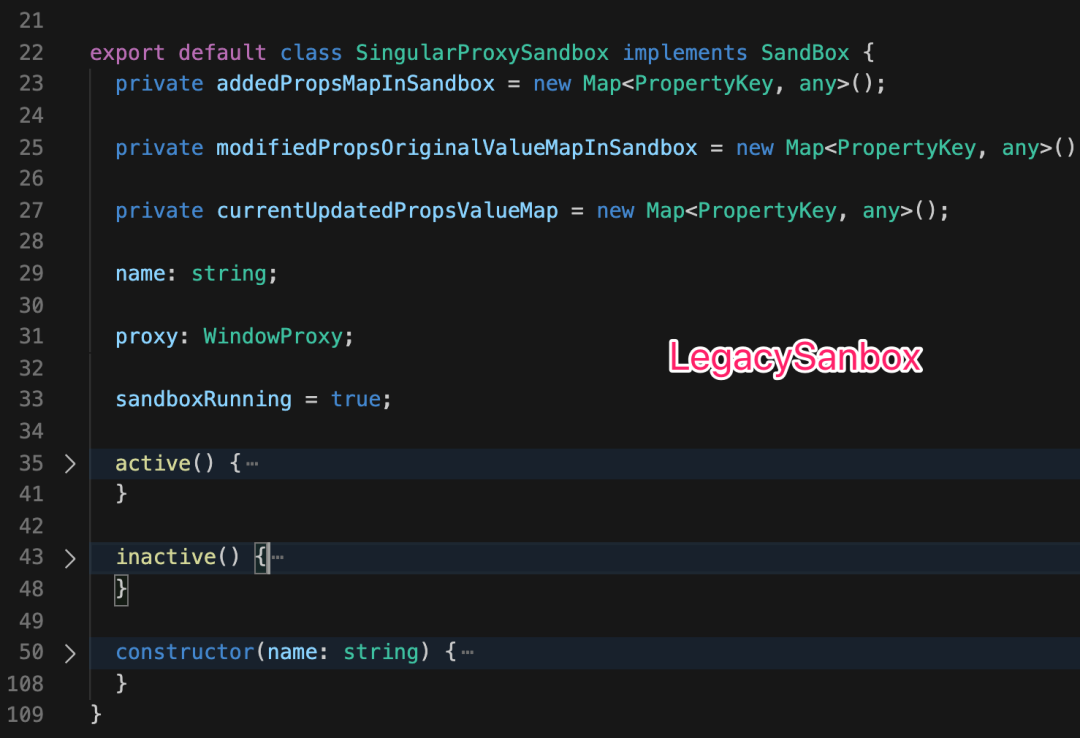 21
22 export default class SingularProxySandbox implements SandBox {
23 private addedPropsMapInSandbox = new Map<PropertyKey, any>();
24
25 private modifiedPropsOriginalValueMapInSandbox = new Map<PropertyKey, any>()
26
27 private currentUpdatedPropsValueMap = new Map<PropertyKey, any>();
28
29 name: string;
30
31 proxy: WindowProxy;
LegacySanbox
32
33 sandboxRunning = true;
34
35 active() {⋯
41 }
42
43 inactive() {⋯
48 }
49
50 constructor(name: string) {⋯
108 }
109 }